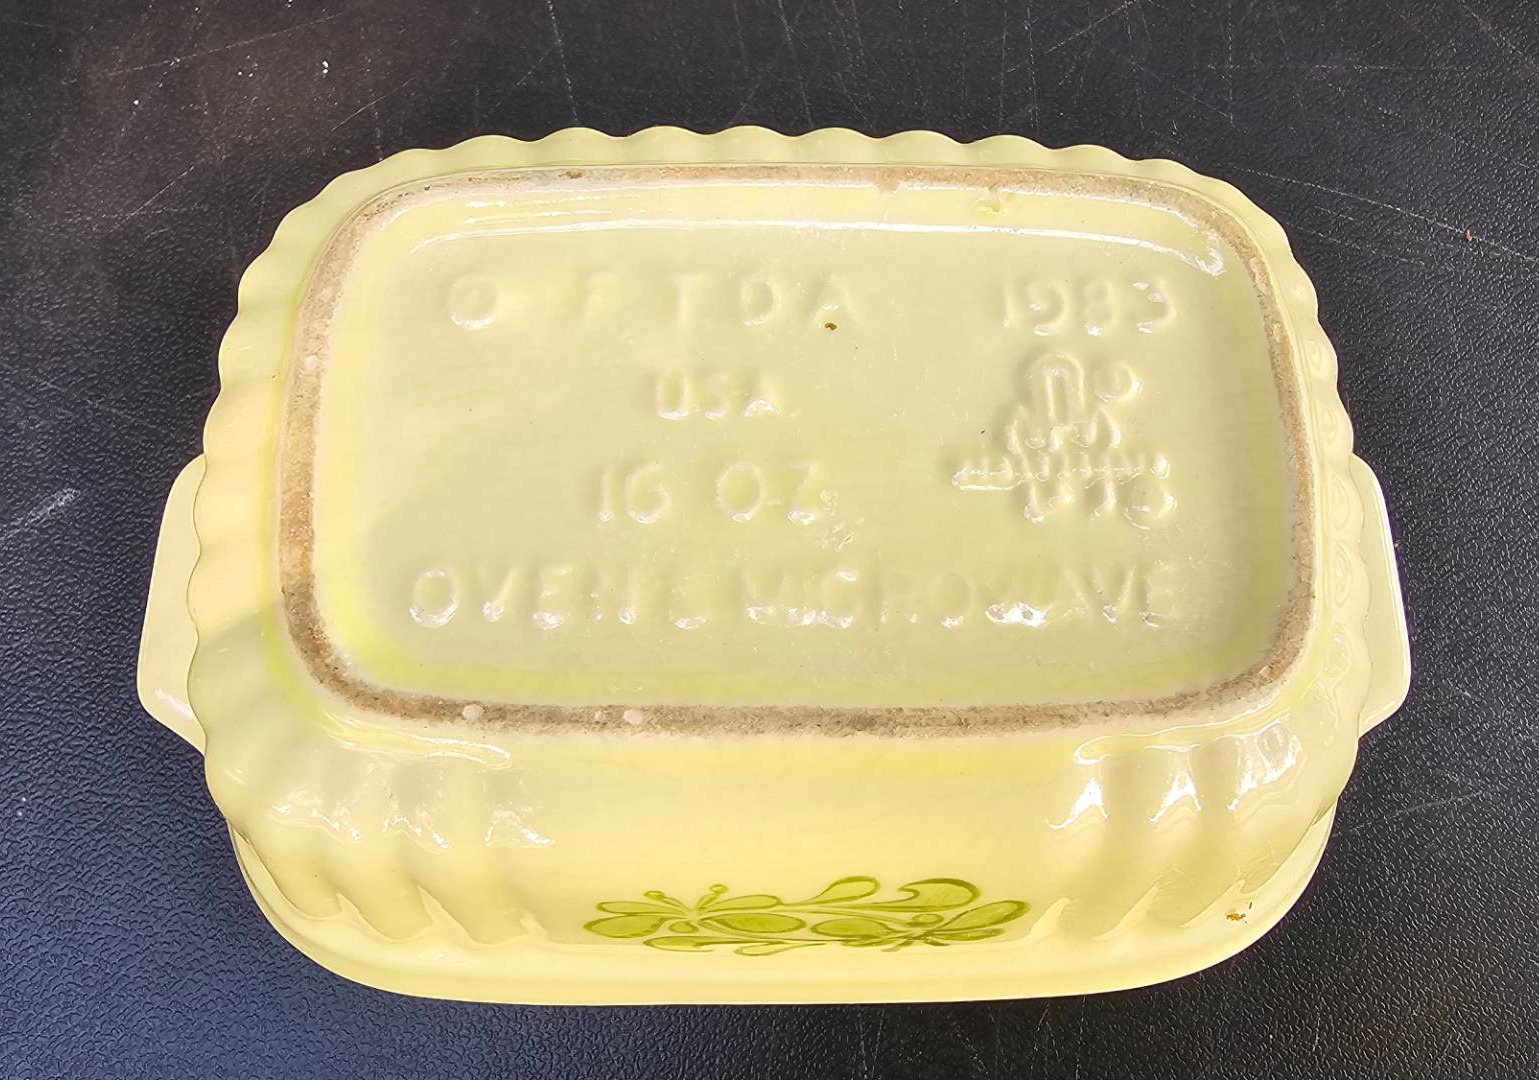 © F T D A 1983
USA
16 OZ
OVEN & MICROWAVE